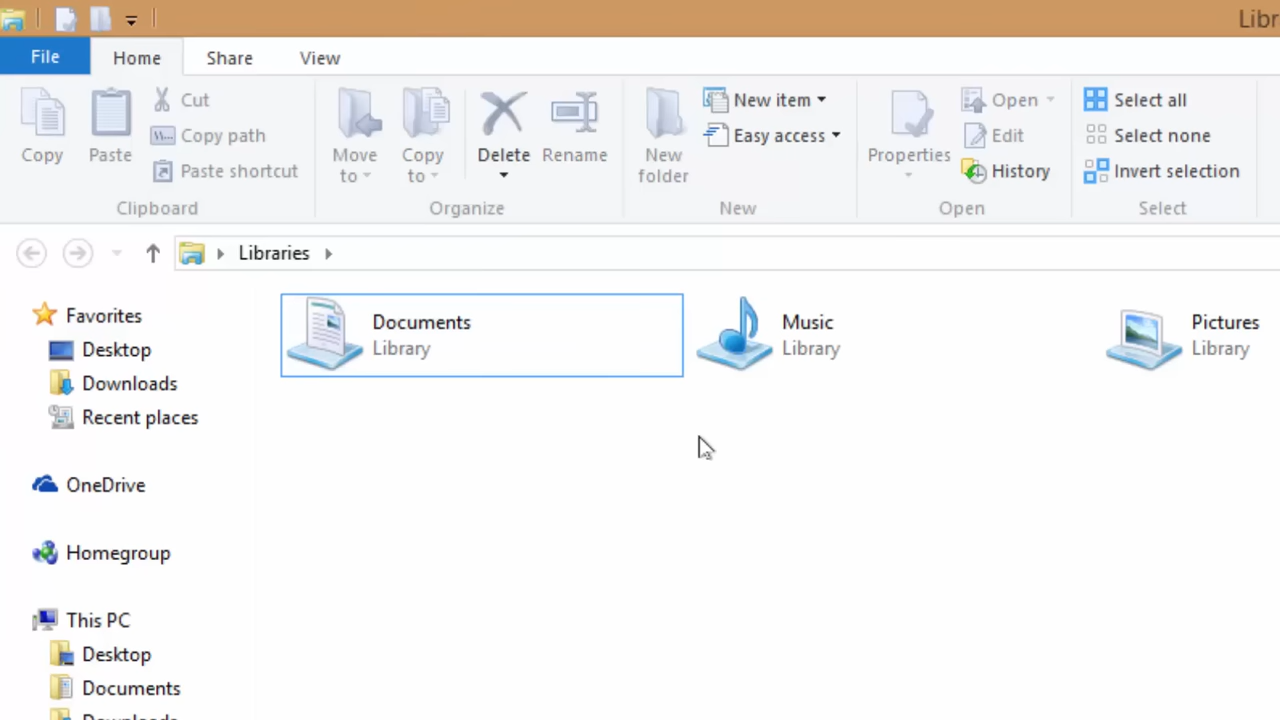 Libr
File Home Share View
Copy
Paste
Cut
Copy path
Paste shortcut
Clipboard
Move to
Copy to
Delete
Rename
Organize
New folder
New item
Easy access
New
Properties
Open
Edit
History
Open
Select all
Select none
Invert selection
Select
Libraries
Favorites
Desktop
Downloads
Recent places
OneDrive
Homegroup
This PC
Desktop
Documents
Downloads
Documents
Library
Music
Library
Pictures
Library